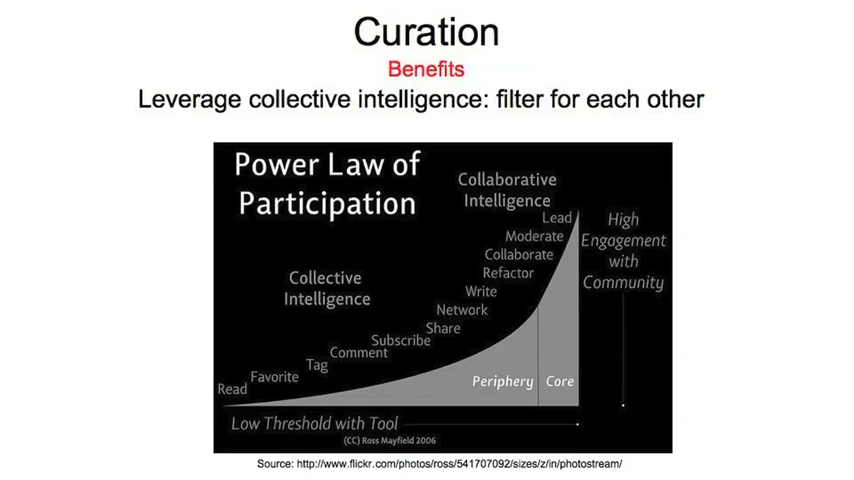 Curation
Benefits
Leverage collective intelligence: filter for each other
Power Law of
Participation
Collaborative
Intelligence
Lead
Moderate
Collaborate
Refactor
Write
Network
Share
Subscribe
Comment
Tag
Favorite
Read
Collective
Intelligence
High
Engagement
with
Community
Periphery
Core
Low Threshold with Tool
(CC) Ross Mayfield 2006
Source: http://www.flickr.com/photos/ross/541707092/sizes/z/in/photostream/